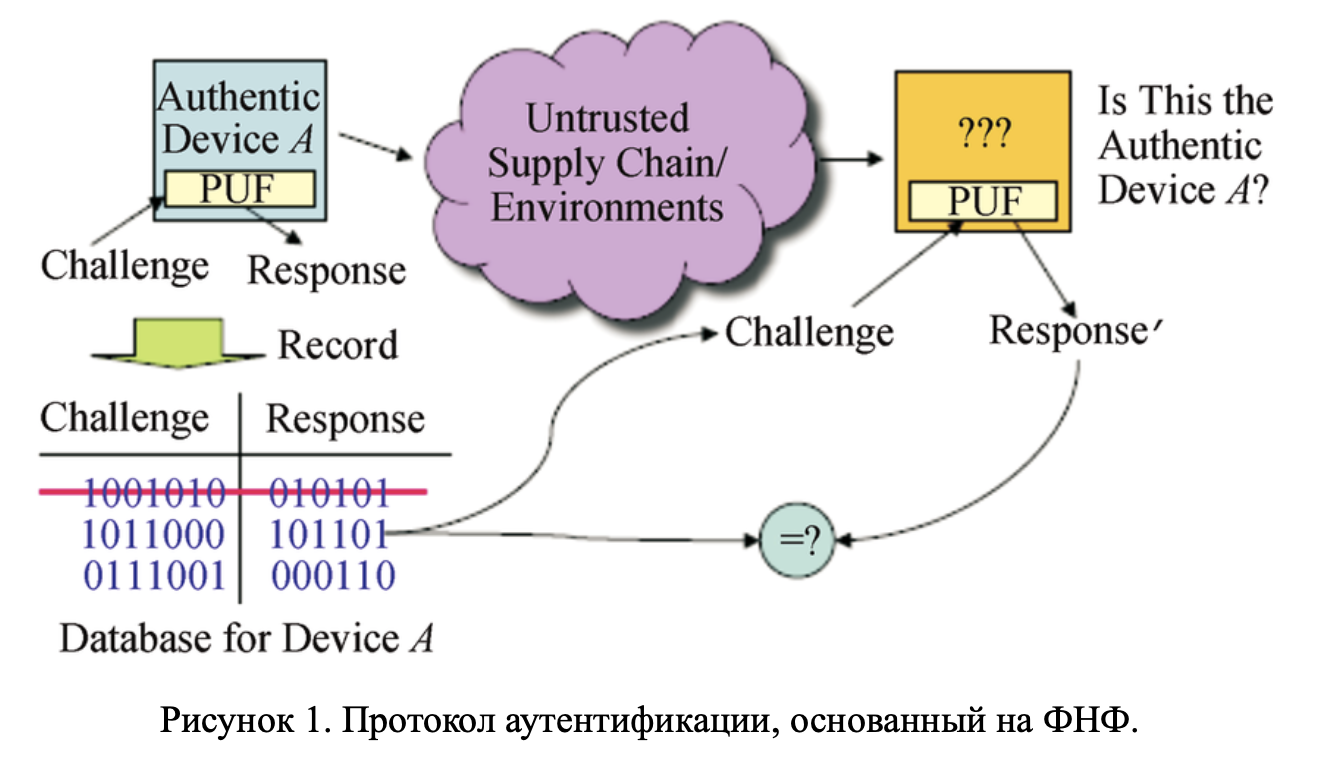 Authentic
Device A
PUF
Challenge
Response
Untrusted
Supply Chain/
Environments
???
PUF
Is This the
Authentic
Device A?
Challenge
Response′
Record
Challenge Response
1001010 010101
1011000 101101
0111001 000110
=?
Database for Device A
Рисунок 1. Протокол аутентификации, основанный на ФНФ.